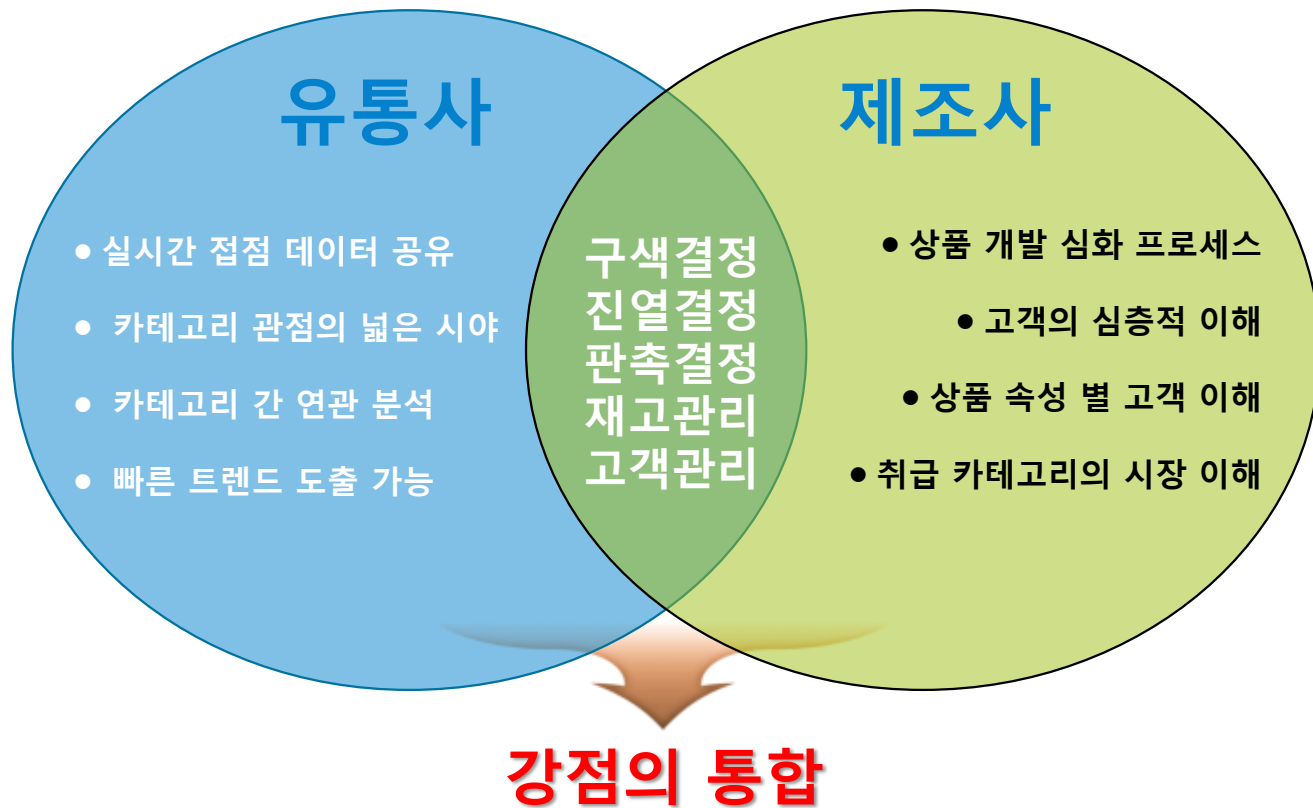 유통사
● 실시간 접점 데이터 공유
● 카테고리 관점의 넓은 시야
● 카테고리 간 연관 분석
● 빠른 트렌드 도출 가능
구색결정
진열결정
판촉결정
재고관리
고객관리
제조사
● 상품 개발 심화 프로세스
● 고객의 심층적 이해
● 상품 속성 별 고객 이해
● 취급 카테고리의 시장 이해
강점의 통합